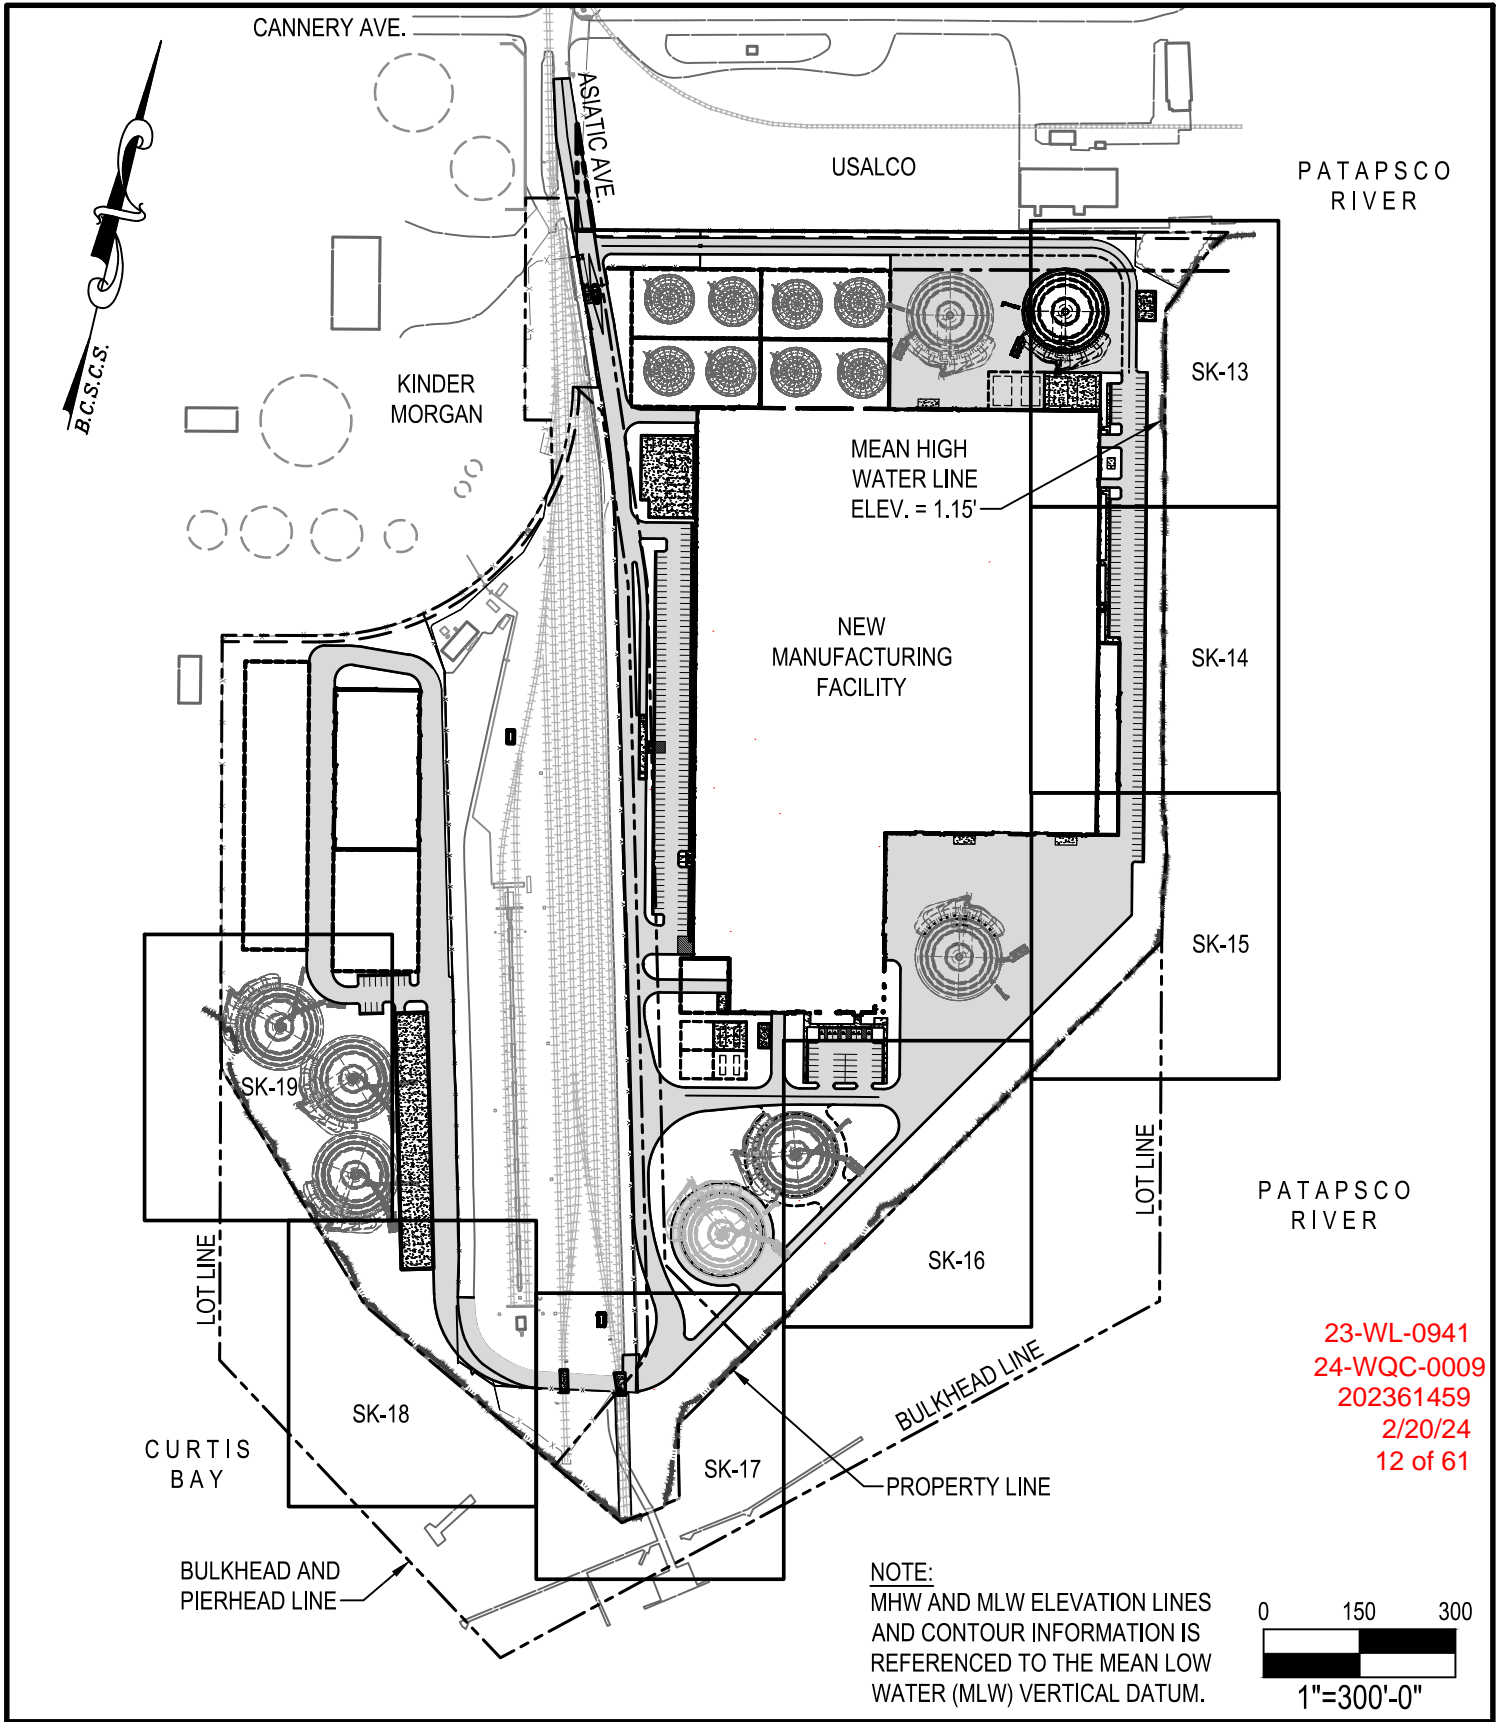 CANNERY AVE.
ASIATIC AVE.
USALCO
PATAPSCO
RIVER
B.C.S.C.S.
KINDER
MORGAN
SK-13
MEAN HIGH
WATER LINE
ELEV. = 1.15'
NEW
MANUFACTURING
FACILITY
SK-14
SK-15
SK-19
LOT LINE
PATAPSCO
RIVER
SK-16
LOT LINE
23-WL-0941
24-WQC-0009
202361459
2/20/24
12 of 61
BULKHEAD LINE
SK-18
CURTIS
BAY
SK-17
PROPERTY LINE
BULKHEAD AND
PIERHEAD LINE
NOTE:
MHW AND MLW ELEVATION LINES
AND CONTOUR INFORMATION IS
REFERENCED TO THE MEAN LOW
WATER (MLW) VERTICAL DATUM.
0 150 300
1"=300'-0"